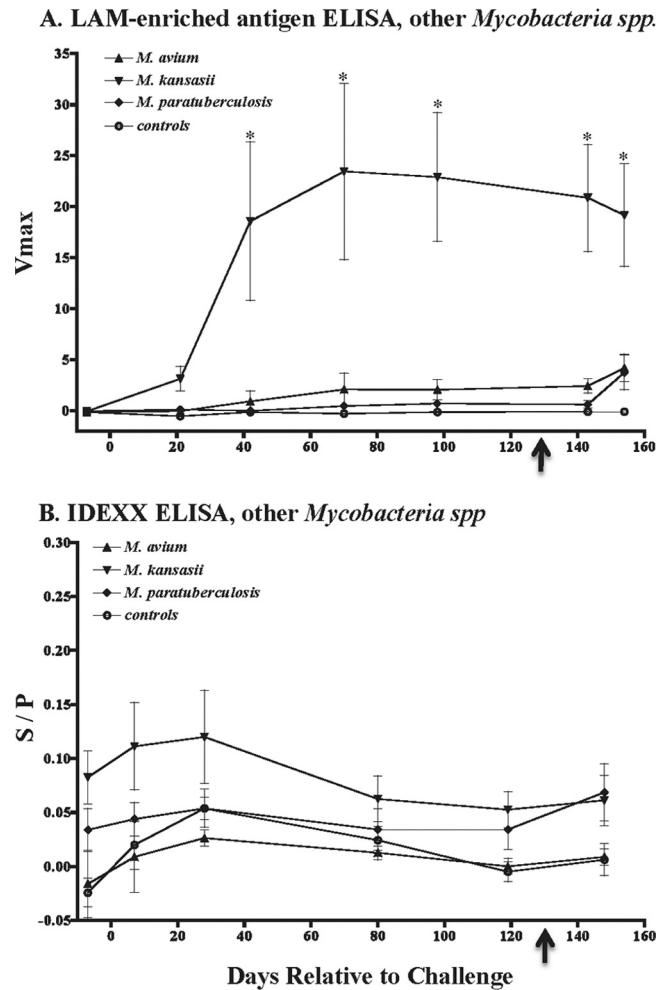 A. LAM-enriched antigen ELISA, other Mycobacteria spp.
35
30
25
20
15
10
5
0
Vmax
M. avium
M. kansasii
M. paratuberculosis
controls
*
*
*
*
*
0 20 40 60 80 100 120 140 160
B. IDEXX ELISA, other Mycobacteria spp
0.30
0.25
0.20
0.15
0.10
0.05
0.00
-0.05
S / P
M. avium
M. kansasii
M. paratuberculosis
controls
0 20 40 60 80 100 120 140 160
Days Relative to Challenge